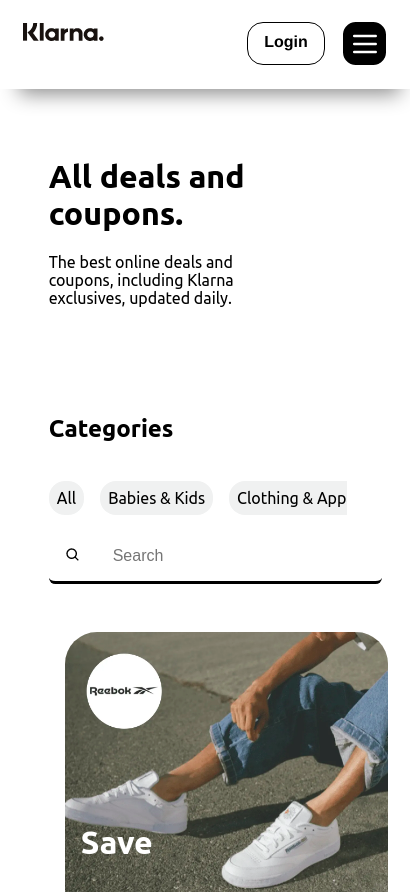 Klarna.
Login
All deals and
coupons.
The best online deals and
coupons, including Klarna
exclusives, updated daily.
Categories
All
Babies & Kids
Clothing & App
Search
Reebok
Save